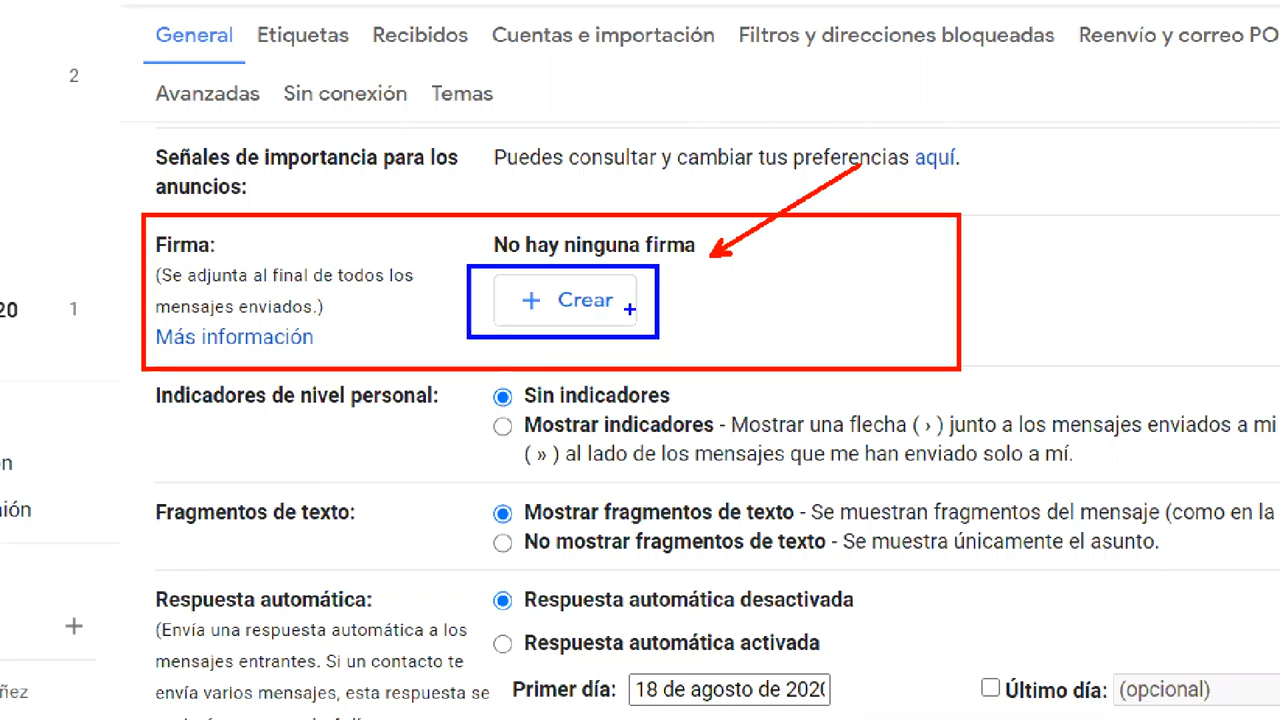 General Etiquetas Recibidos Cuentas e importación Filtros y direcciones bloqueadas Reenvío y correo PO
2
Avanzadas Sin conexión Temas
Señales de importancia para los anuncios:
Puedes consultar y cambiar tus preferencias aquí.
Firma:
(Se adjunta al final de todos los
mensajes enviados.)
Más información
No hay ninguna firma
+ Crear
20 1
Indicadores de nivel personal:
Sin indicadores
Mostrar indicadores - Mostrar una flecha ( › ) junto a los mensajes enviados a mi
( » ) al lado de los mensajes que me han enviado solo a mí.
ón
nión
Fragmentos de texto:
Mostrar fragmentos de texto - Se muestran fragmentos del mensaje (como en la
No mostrar fragmentos de texto - Se muestra únicamente el asunto.
Respuesta automática:
(Envía una respuesta automática a los
mensajes entrantes. Si un contacto te
envía varios mensajes, esta respuesta se
Respuesta automática desactivada
Respuesta automática activada
Primer día: 18 de agosto de 2020 Último día: (opcional)
+
ñez